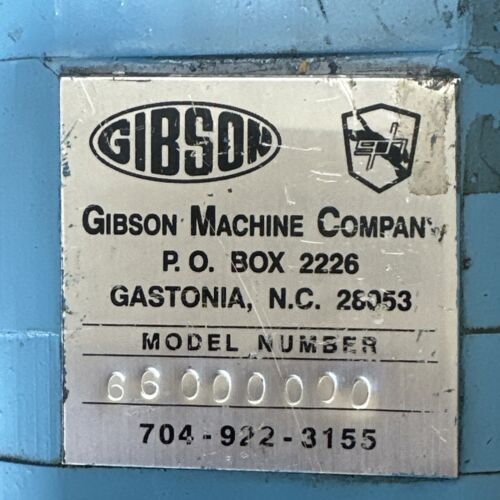 GIBSON
GIBSON MACHINE COMPANY
P. O. BOX 2226
GASTONIA, N.C. 28053
MODEL NUMBER
66000000
704-922-3155